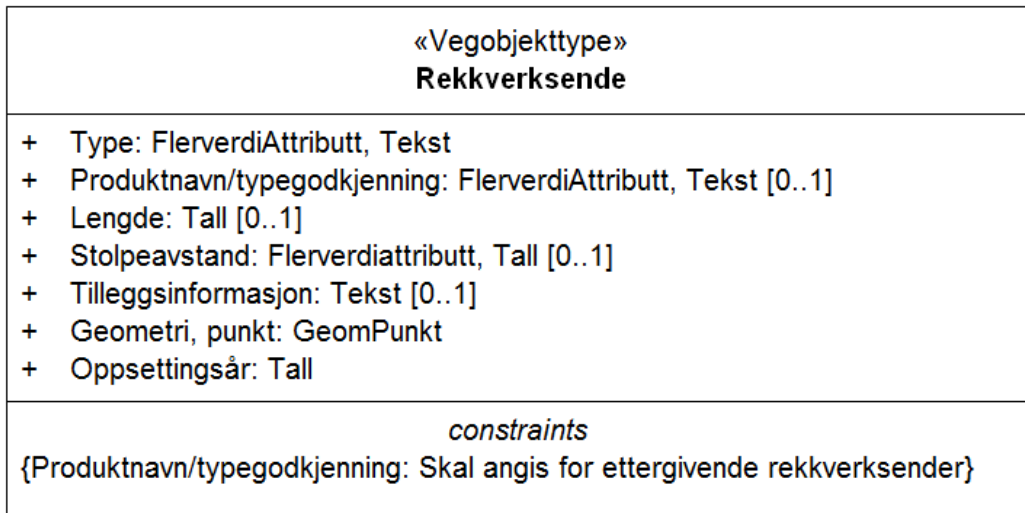 «Vegobjekttype»
Rekkverksende
+ Type: FlerverdiAttributt, Tekst
+ Produktnavn/typegodkjenning: FlerverdiAttributt, Tekst [0..1]
+ Lengde: Tall [0..1]
+ Stolpeavstand: Flerverdiattributt, Tall [0..1]
+ Tilleggsinformasjon: Tekst [0..1]
+ Geometri, punkt: GeomPunkt
+ Oppsettingsår: Tall
constraints
{Produktnavn/typegodkjenning: Skal angis for ettergivende rekkverksender}